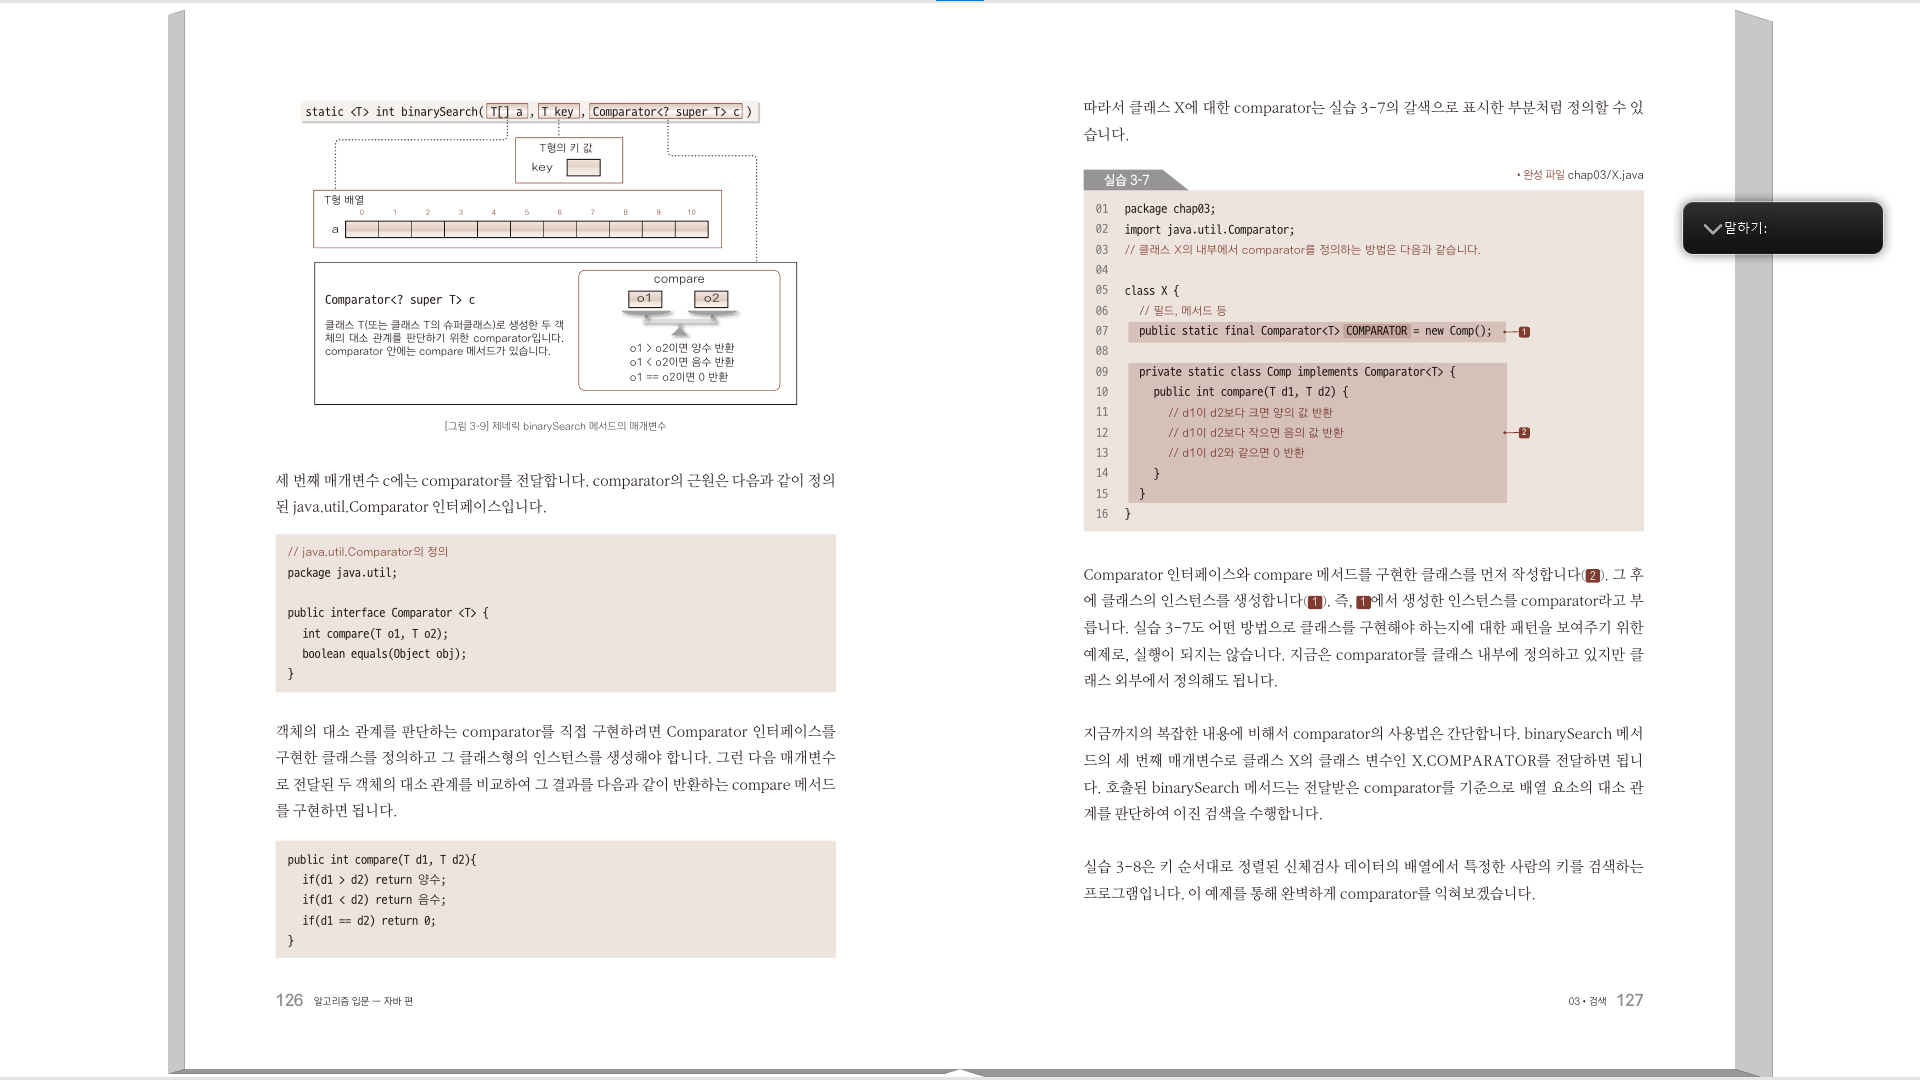 static <T> int binarySearch( T[] a , T key , Comparator<? super T> c )
T형의 키 값
key
T형 배열
0 1 2 3 4 5 6 7 8 9 10
a
compare
o1 o2
Comparator<? super T> c
클래스 T(또는 클래스 T의 슈퍼클래스)로 생성한 두 객
체의 대소 관계를 판단하기 위한 comparator입니다.
comparator 안에는 compare 메서드가 있습니다.
o1 > o2이면 양수 반환
o1 < o2이면 음수 반환
o1 == o2이면 0 반환
[그림 3-9] 제네릭 binarySearch 메서드의 매개변수
세 번째 매개변수 c에는 comparator를 전달합니다. comparator의 근원은 다음과 같이 정의
된 java.util.Comparator 인터페이스입니다.
// java.util.Comparator의 정의
package java.util;
public interface Comparator <T> {
int compare(T o1, T o2);
boolean equals(Object obj);
}
객체의 대소 관계를 판단하는 comparator를 직접 구현하려면 Comparator 인터페이스를
구현한 클래스를 정의하고 그 클래스형의 인스턴스를 생성해야 합니다. 그런 다음 매개변수
로 전달된 두 객체의 대소 관계를 비교하여 그 결과를 다음과 같이 반환하는 compare 메서드
를 구현하면 됩니다.
public int compare(T d1, T d2){
if(d1 > d2) return 양수;
if(d1 < d2) return 음수;
if(d1 == d2) return 0;
}
126 알고리즘 입문 — 자바 편
따라서 클래스 X에 대한 comparator는 실습 3-7의 갈색으로 표시한 부분처럼 정의할 수 있
습니다.
실습 3-7
• 완성 파일 chap03/X.java
01 package chap03;
02 import java.util.Comparator;
03 // 클래스 X의 내부에서 comparator를 정의하는 방법은 다음과 같습니다.
04
05 class X {
06 // 필드, 메서드 등
07 public static final Comparator<T> COMPARATOR = new Comp(); 1
08
09 private static class Comp implements Comparator<T> {
10 public int compare(T d1, T d2) {
11 // d1이 d2보다 크면 양의 값 반환
12 // d1이 d2보다 작으면 음의 값 반환 2
13 // d1이 d2와 같으면 0 반환
14 }
15 }
16 }
Comparator 인터페이스와 compare 메서드를 구현한 클래스를 먼저 작성합니다(2). 그 후
에 클래스의 인스턴스를 생성합니다(1). 즉, 1에서 생성한 인스턴스를 comparator라고 부
릅니다. 실습 3-7도 어떤 방법으로 클래스를 구현해야 하는지에 대한 패턴을 보여주기 위한
예제로, 실행이 되지는 않습니다. 지금은 comparator를 클래스 내부에 정의하고 있지만 클
래스 외부에서 정의해도 됩니다.
지금까지의 복잡한 내용에 비해서 comparator의 사용법은 간단합니다. binarySearch 메서
드의 세 번째 매개변수로 클래스 X의 클래스 변수인 X.COMPARATOR를 전달하면 됩니
다. 호출된 binarySearch 메서드는 전달받은 comparator를 기준으로 배열 요소의 대소 관
계를 판단하여 이진 검색을 수행합니다.
실습 3-8은 키 순서대로 정렬된 신체검사 데이터의 배열에서 특정한 사람의 키를 검색하는
프로그램입니다. 이 예제를 통해 완벽하게 comparator를 익혀보겠습니다.
03 • 검색 127
말하기: